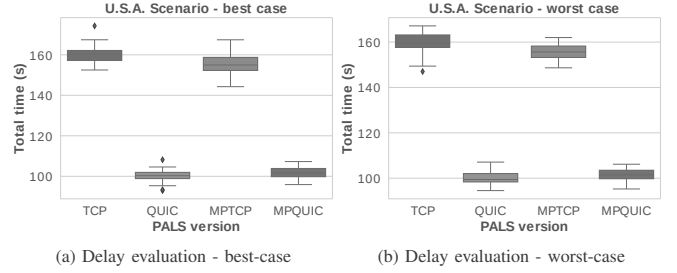 U.S.A. Scenario - best case
Total time (s)
160
140
120
100
TCP QUIC MPTCP MPQUIC
PALS version
(a) Delay evaluation - best-case
U.S.A. Scenario - worst case
Total time (s)
160
140
120
100
TCP QUIC MPTCP MPQUIC
PALS version
(b) Delay evaluation - worst-case